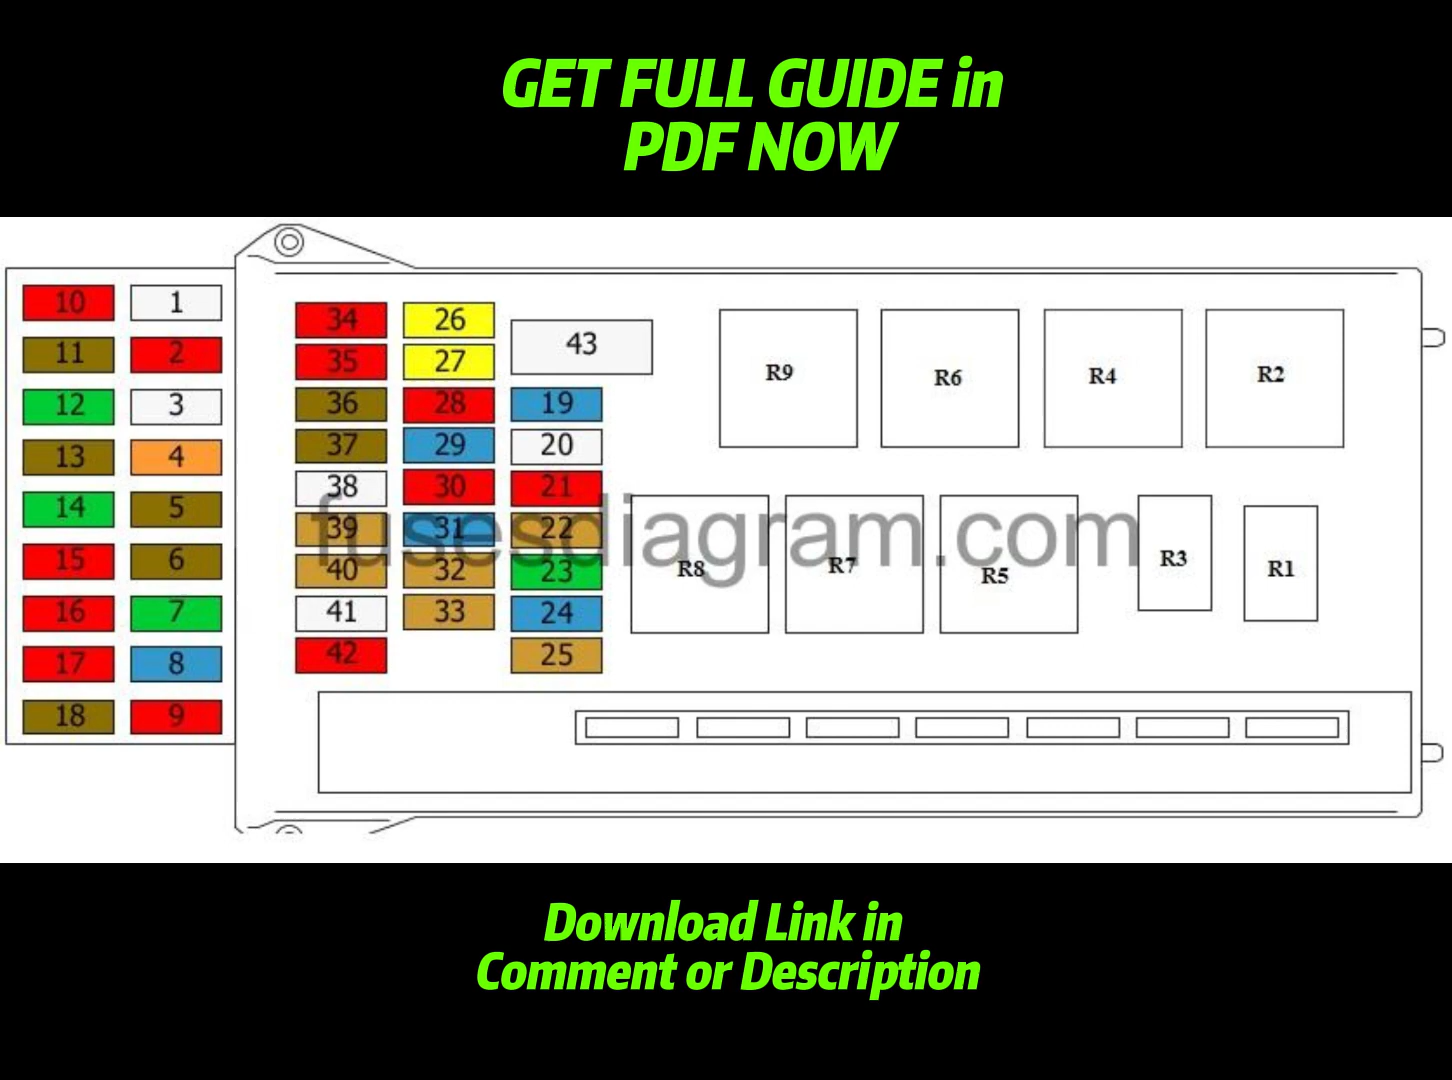 GET FULL GUIDE in
PDF NOW
10 1
11 2
12 3
13 4
14 5
15 6
16 7
17 8
18 9
34 26 43
35 27
36 28 19
37 29 20
38 30 21
39 31 22
40 32 23
41 33 24
42 25
R9 R6 R4 R2
R8 R7 R5 R3 R1
fusesdiagram.com
Download Link in
Comment or Description